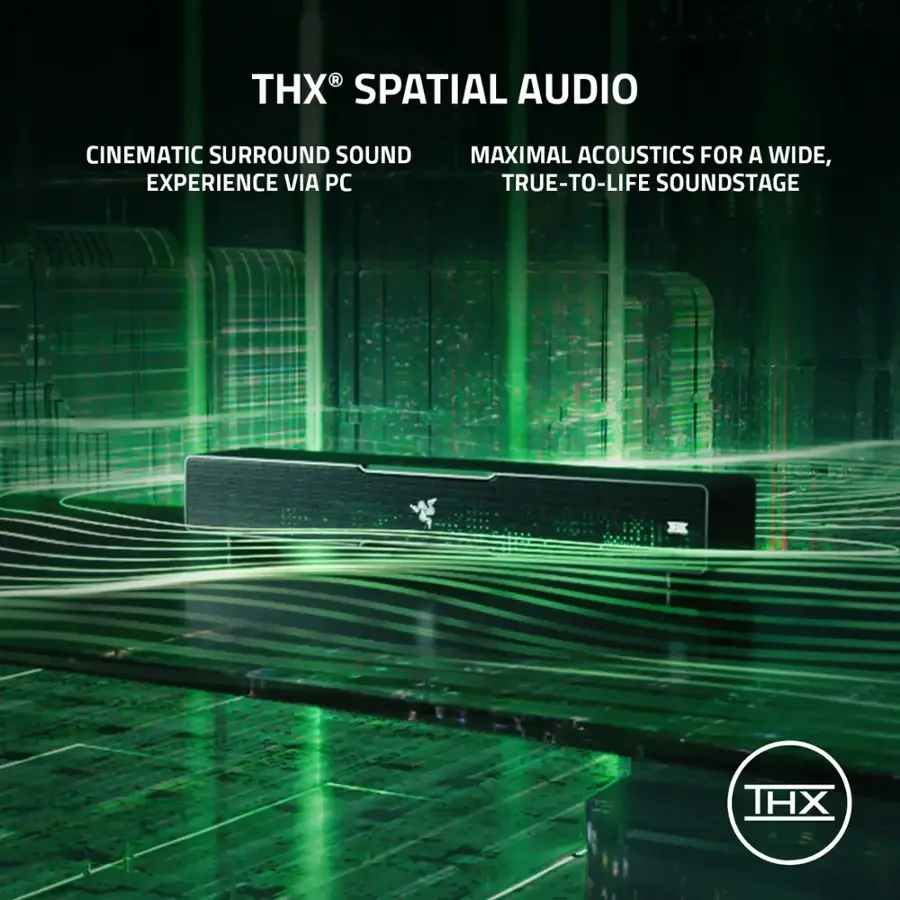 THX® SPATIAL AUDIO
CINEMATIC SURROUND SOUND
EXPERIENCE VIA PC
MAXIMAL ACOUSTICS FOR A WIDE,
TRUE-TO-LIFE SOUNDSTAGE
THX